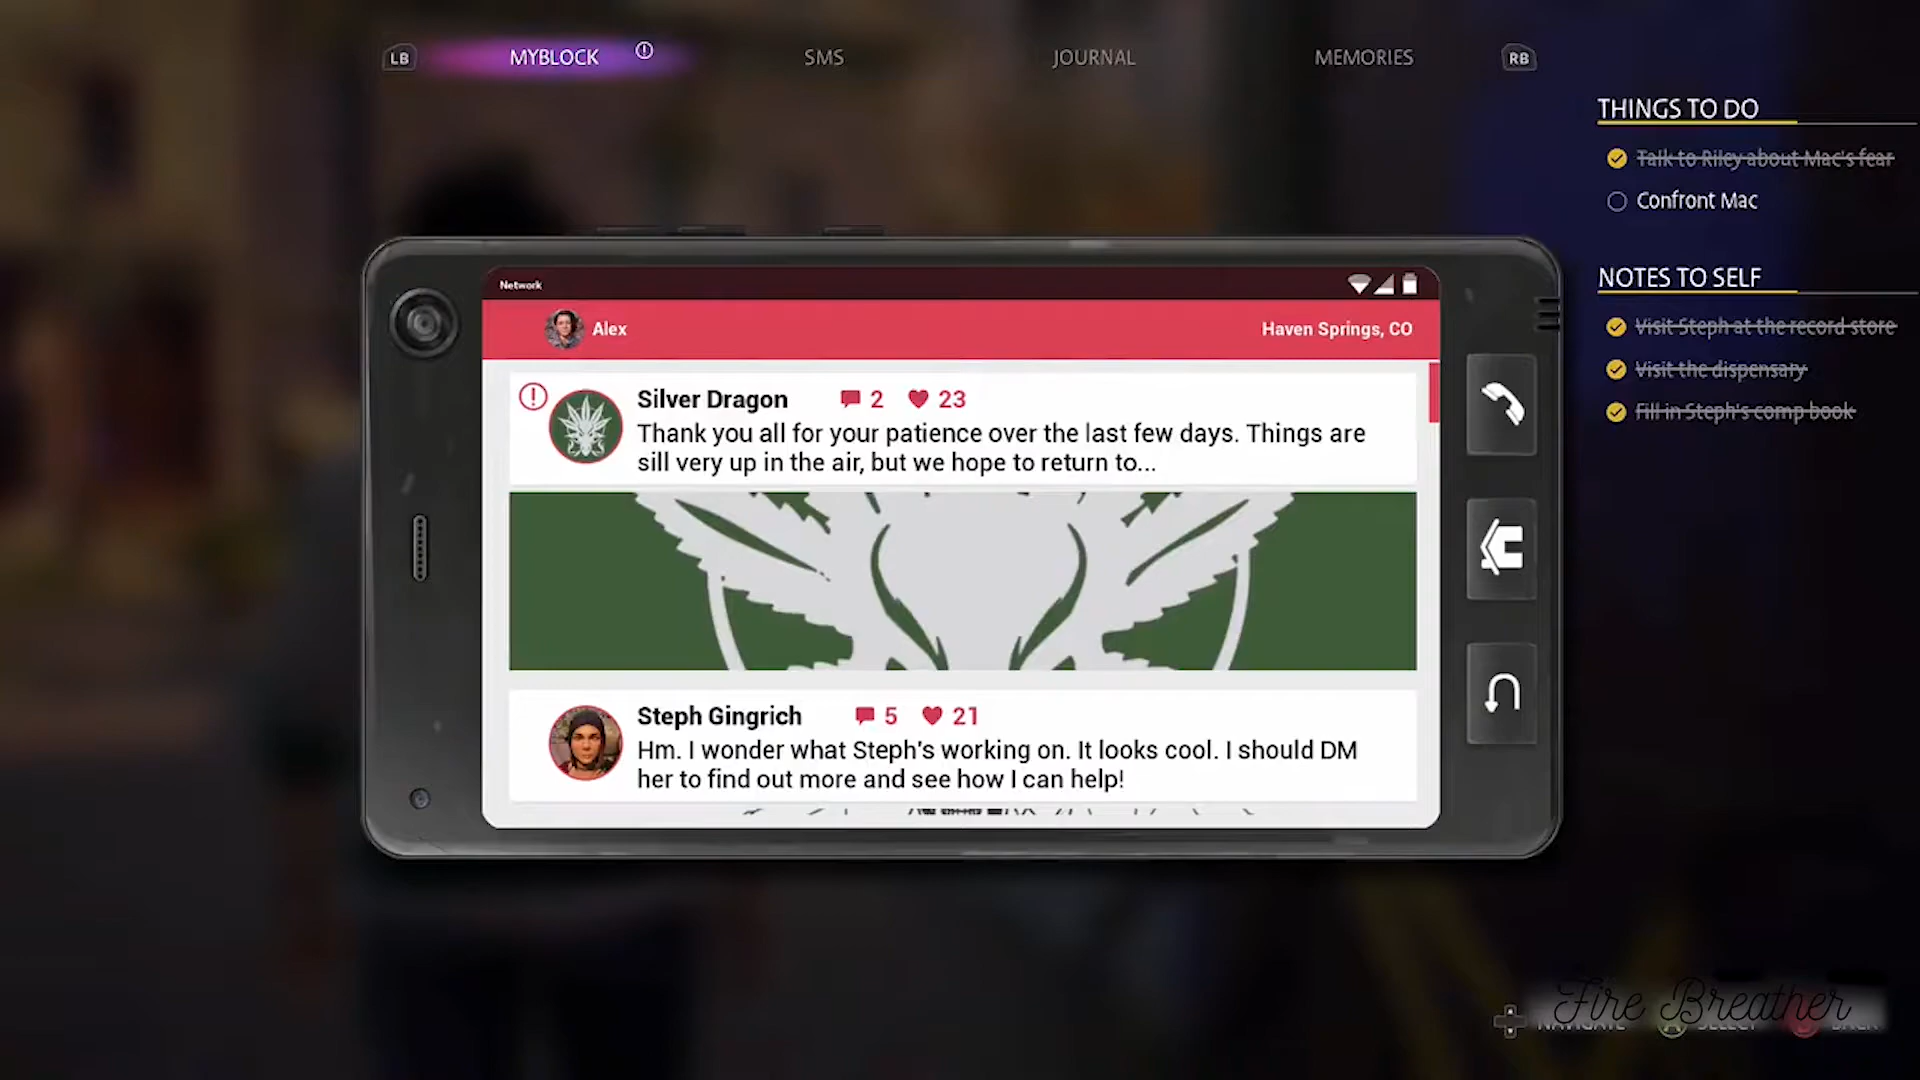 LB
MYBLOCK
SMS
JOURNAL
MEMORIES
RB
THINGS TO DO
Talk to Riley about Mac's fear
Confront Mac
NOTES TO SELF
Visit Steph at the record store
Visit the dispensary
Fill in Steph's comp book
Network
Alex
Haven Springs, CO
Silver Dragon 2 23
Thank you all for your patience over the last few days. Things are
sill very up in the air, but we hope to return to...
Steph Gingrich 5 21
Hm. I wonder what Steph's working on. It looks cool. I should DM
her to find out more and see how I can help!
Fire Breather
NAVIGATE
SELECT
BACK